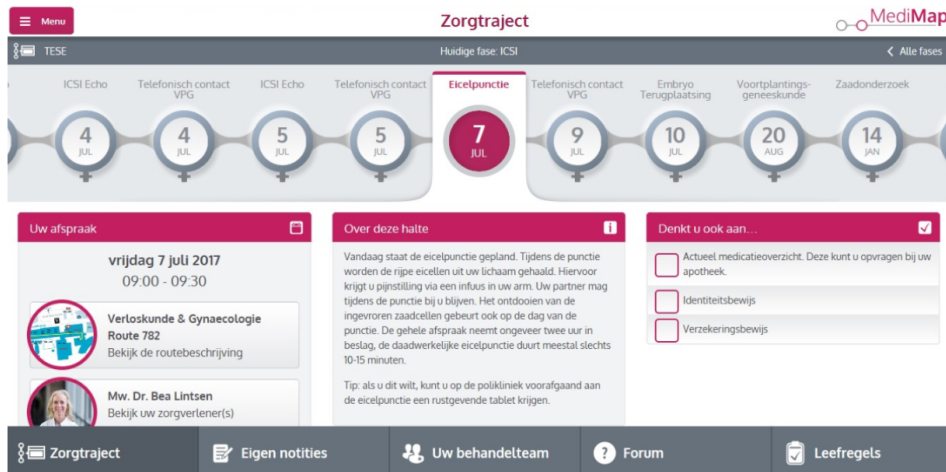 Menu
Zorgtraject
MediMap
TESE
Huidige fase: ICSI
Alle fases
ICSI Echo
Telefonisch contact
VPG
ICSI Echo
Telefonisch contact
VPG
Eicelpunctie
Telefonisch contact
VPG
Embryo
Terugplaatsing
Voortplantings-
geneeskunde
Zaadonderzoek
4
JUL
4
JUL
5
JUL
5
JUL
7
JUL
9
JUL
10
JUL
20
AUG
14
JAN
Uw afspraak
vrijdag 7 juli 2017
09:00 - 09:30
Verloskunde & Gynaecologie
Route 782
Bekijk de routebeschrijving
Mw. Dr. Bea Lintsen
Bekijk uw zorgverlener(s)
Over deze halte
Vandaag staat de eicelpunctie gepland. Tijdens de punctie
worden de rijpe eicellen uit uw lichaam gehaald. Hiervoor
krijgt u pijnstilling via een infuus in uw arm. Uw partner mag
tijdens de punctie bij u blijven. Het ontdooien van de
ingevroren zaadcellen gebeurt ook op de dag van de
punctie. De gehele afspraak neemt ongeveer twee uur in
beslag, de daadwerkelijke eicelpunctie duurt meestal slechts
10-15 minuten.
Tip: als u dit wilt, kunt u op de polikliniek voorafgaand aan
de eicelpunctie een rustgevende tablet krijgen.
Denkt u ook aan...
Actueel medicatieoverzicht. Deze kunt u opvragen bij uw
apotheek.
Identiteitsbewijs
Verzekeringsbewijs
Zorgtraject
Eigen notities
Uw behandelteam
Forum
Leefregels